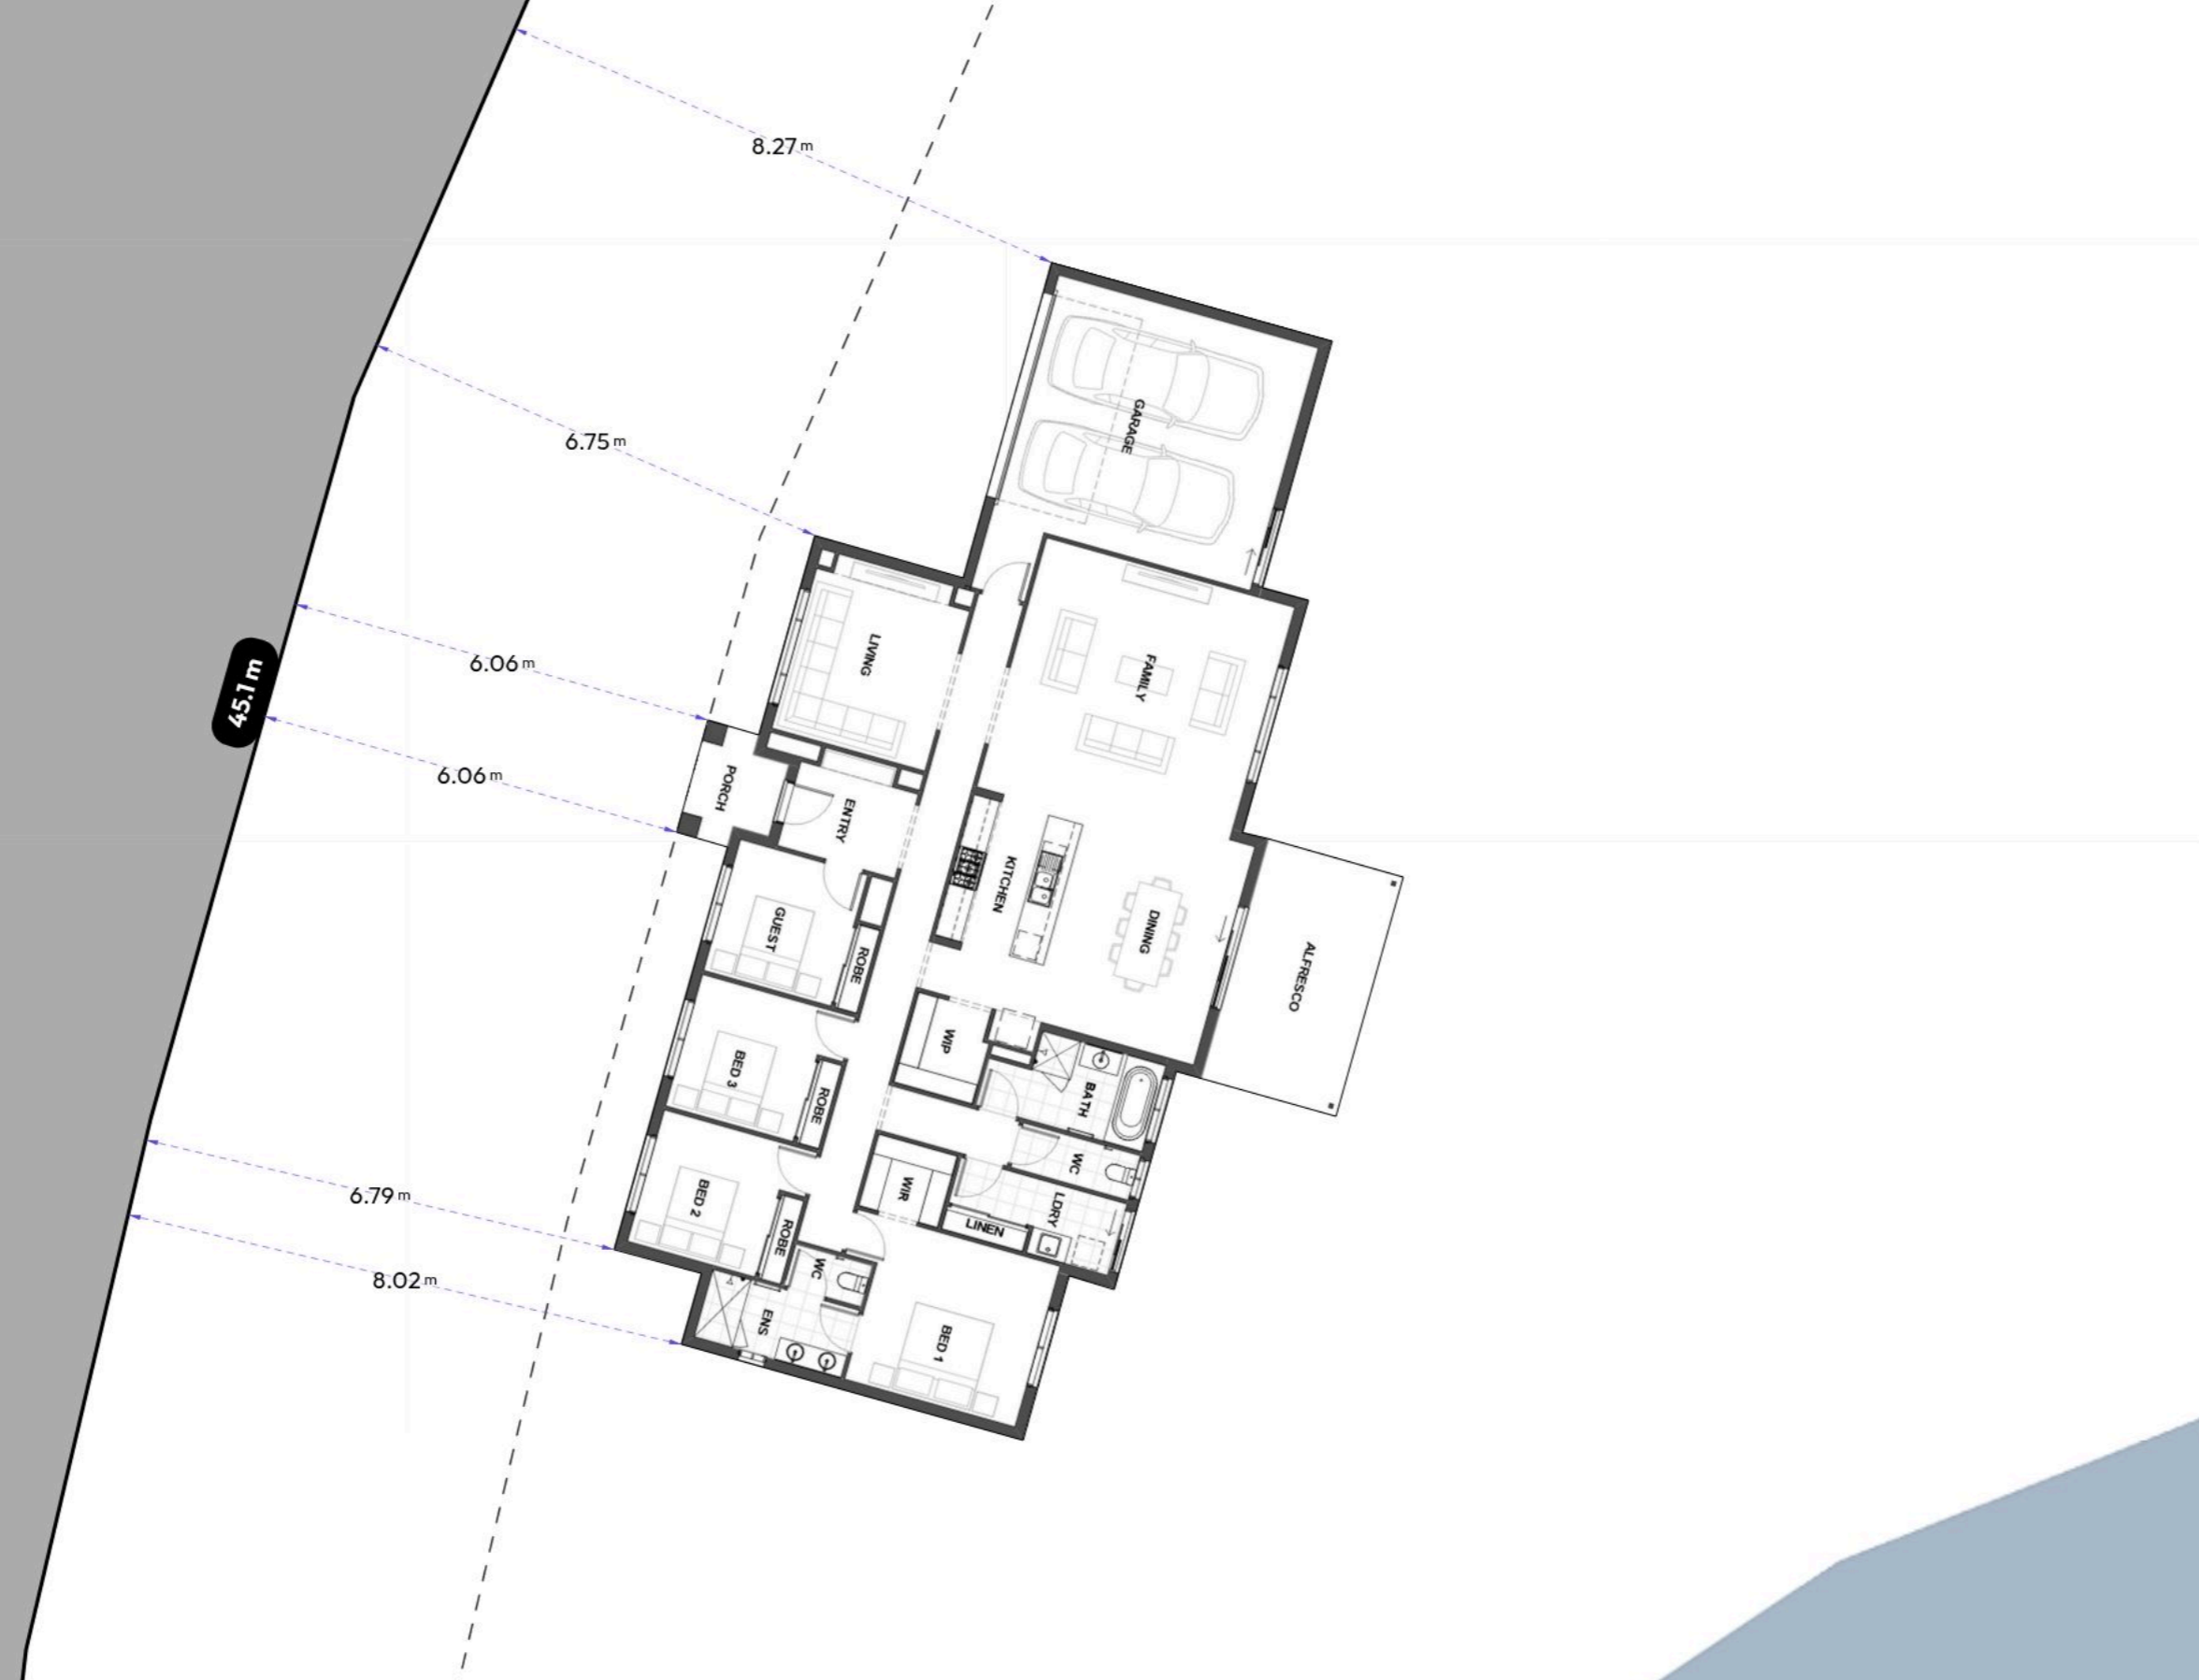 8.27 m
GARAGE
6.75 m
LIVING
FAMILY
6.06 m
45.1 m
6.06 m
PORCH
ENTRY
KITCHEN
DINING
ALFRESCO
GUEST
ROBE
WIP
BED 3
ROBE
BATH
WC
6.79 m
BED 2
WIR
LDRY
LINEN
ROBE
WC
8.02 m
ENS
BED 1